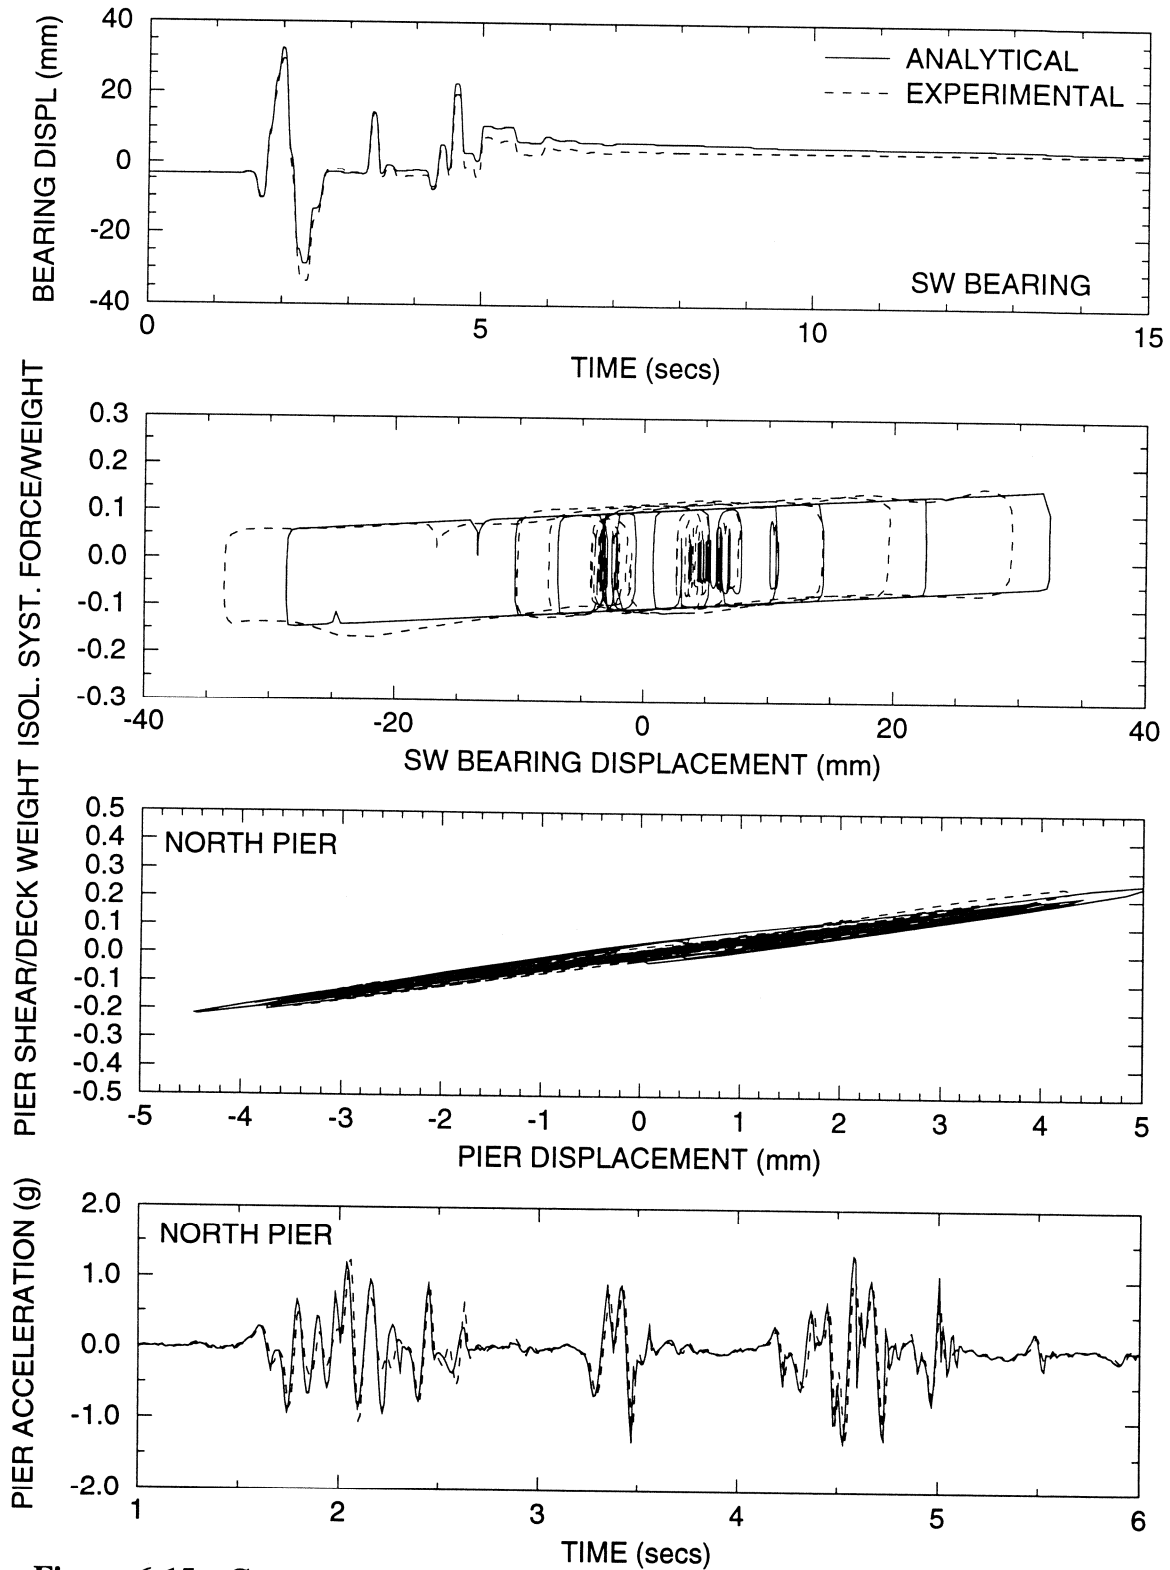 40
20
0
-20
-40
BEARING DISPL (mm)
ANALYTICAL
EXPERIMENTAL
SW BEARING
0 5 10 15
TIME (secs)
0.3
0.2
0.1
0.0
-0.1
-0.2
-0.3
ISOL. SYST. FORCE/WEIGHT
-40 -20 0 20 40
SW BEARING DISPLACEMENT (mm)
0.5
0.4
0.3
0.2
0.1
0.0
-0.1
-0.2
-0.3
-0.4
-0.5
PIER SHEAR/DECK WEIGHT
NORTH PIER
-5 -4 -3 -2 -1 0 1 2 3 4 5
PIER DISPLACEMENT (mm)
2.0
1.0
0.0
-1.0
-2.0
PIER ACCELERATION (g)
NORTH PIER
1 2 3 4 5 6
TIME (secs)